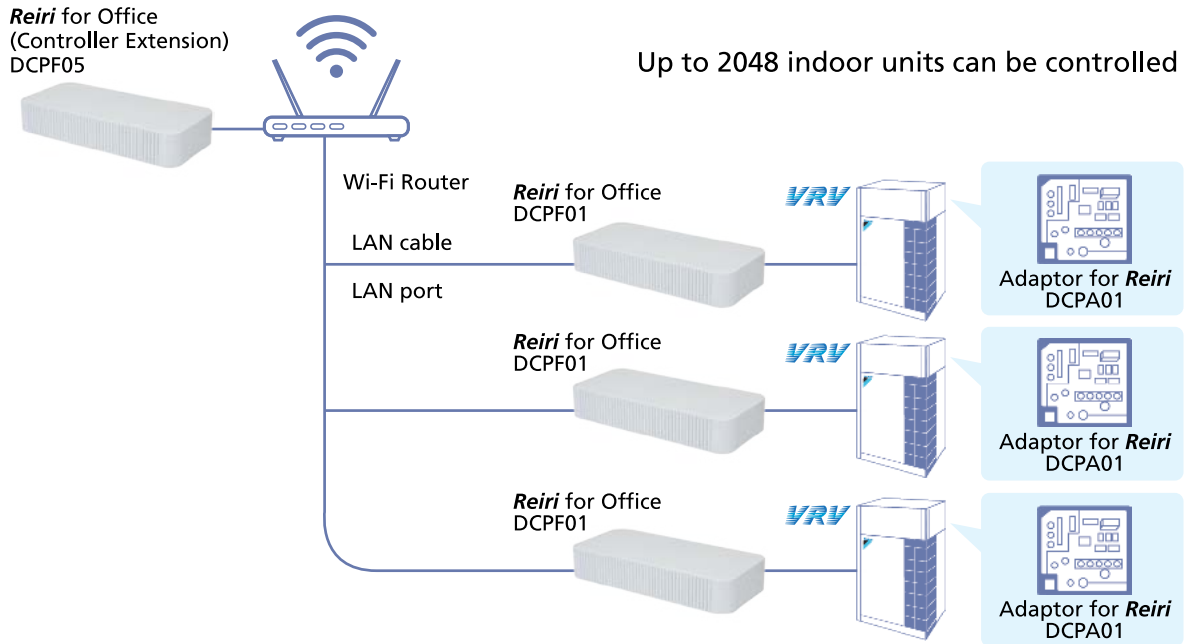 Reiri for Office
(Controller Extension)
DCPF05
Up to 2048 indoor units can be controlled
Wi-Fi Router
LAN cable
LAN port
Reiri for Office
DCPF01
VRV
Adaptor for Reiri
DCPA01
Reiri for Office
DCPF01
VRV
Adaptor for Reiri
DCPA01
Reiri for Office
DCPF01
VRV
Adaptor for Reiri
DCPA01